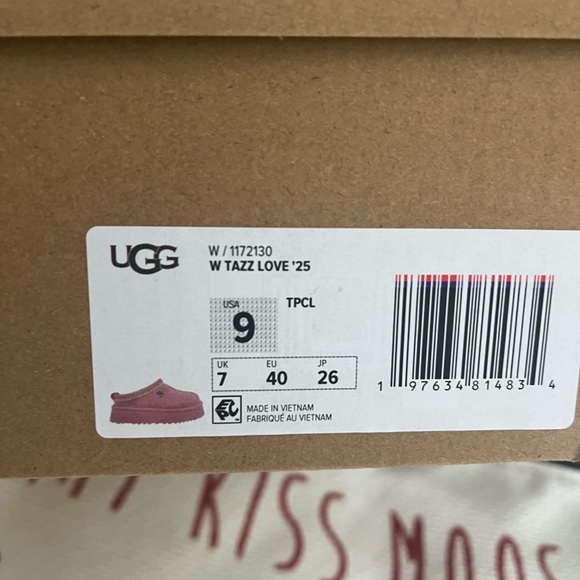 UGG
W / 1172130
W TAZZ LOVE '25
USA
9
TPCL
UK EU JP
7 40 26
MADE IN VIETNAM
FABRIQUÉ AU VIETNAM
1 97634 81483 4
KISS